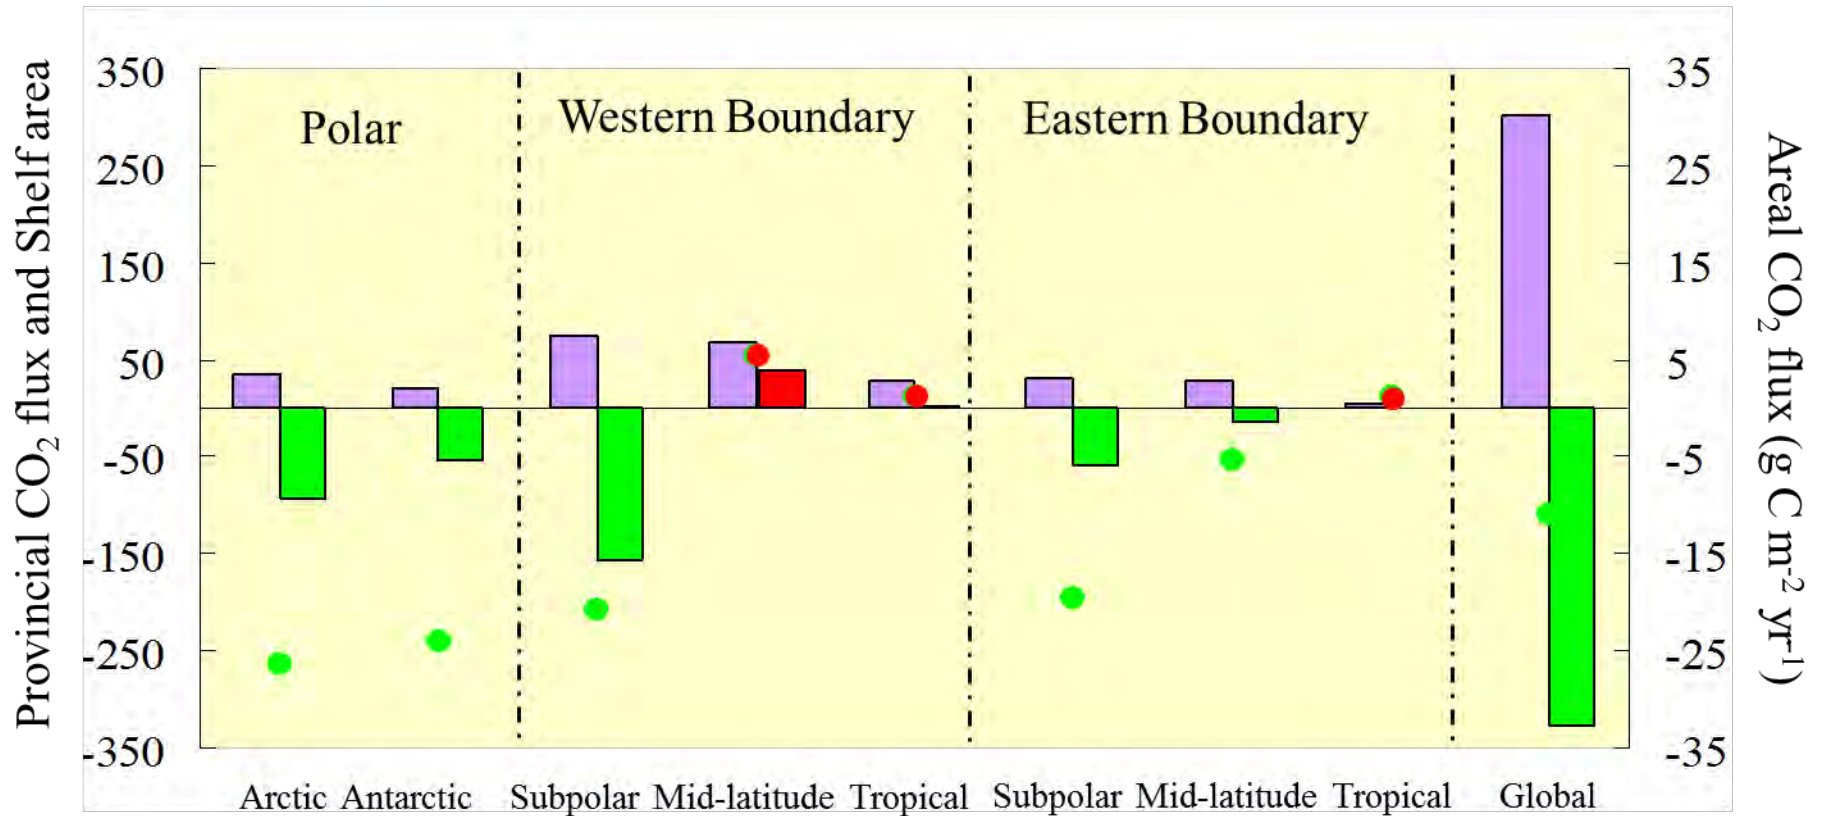 Provincial CO2 flux and Shelf area
350
250
150
50
-50
-150
-250
-350
Polar
Western Boundary
Eastern Boundary
35
25
15
5
-5
-15
-25
-35
Areal CO2 flux (g C m-2 yr-1)
Arctic Antarctic Subpolar Mid-latitude Tropical Subpolar Mid-latitude Tropical Global